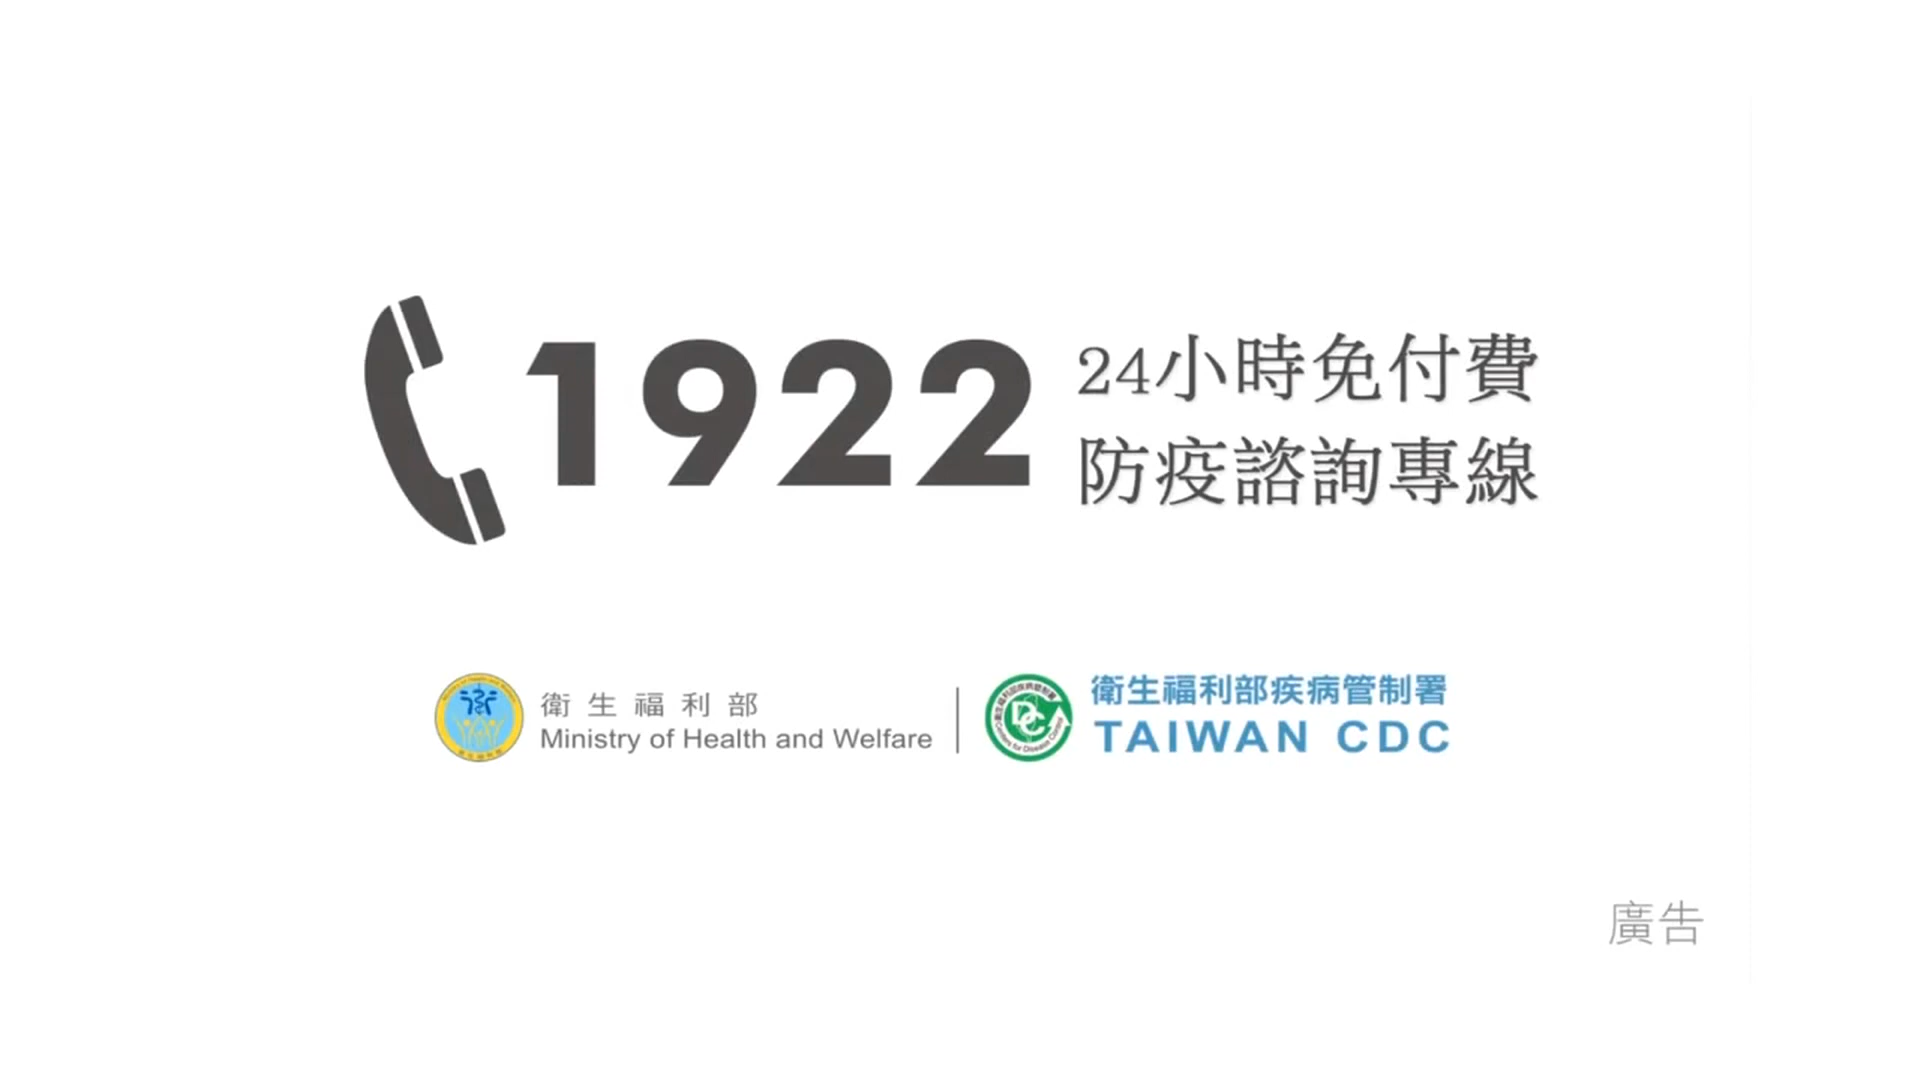 1922
24小時免付費
防疫諮詢專線
衛生福利部
Ministry of Health and Welfare
衛生福利部疾病管制署
TAIWAN CDC
廣告